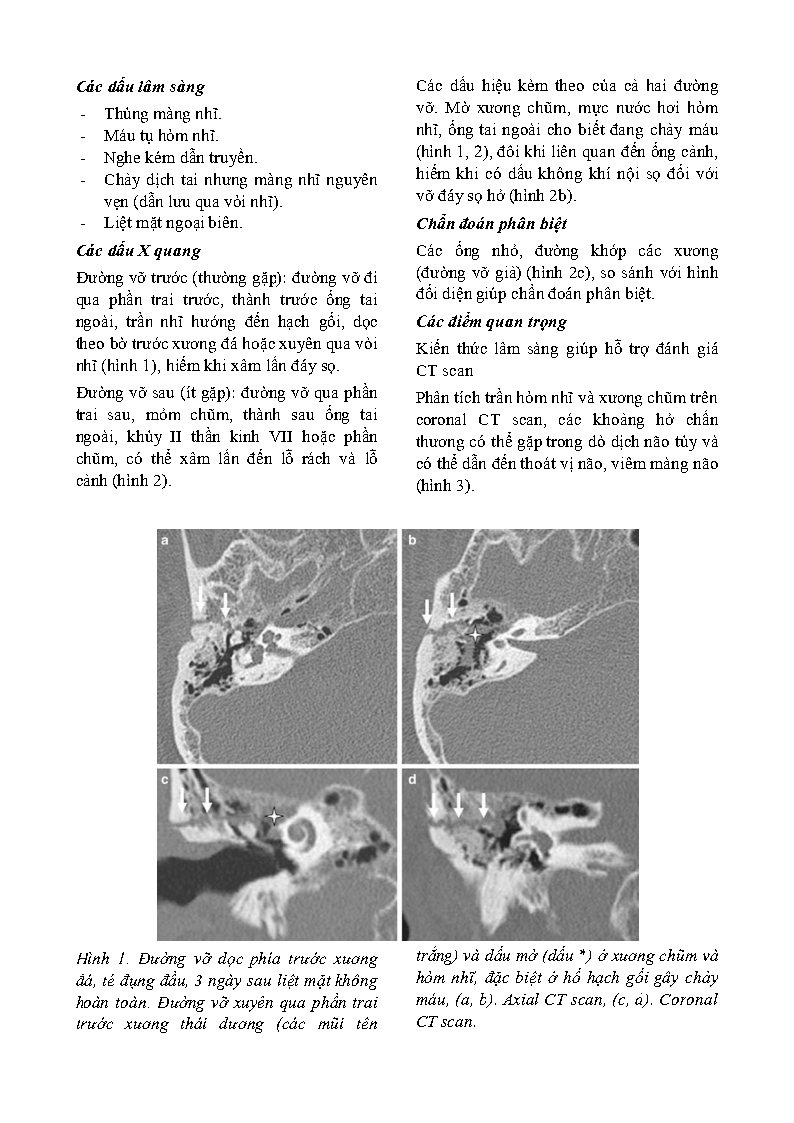 Các dấu lâm sàng
- Thủng màng nhĩ.
- Máu tụ hòm nhĩ.
- Nghe kém dẫn truyền.
- Chảy dịch tai nhưng màng nhĩ nguyên
vẹn (dẫn lưu qua vòi nhĩ).
- Liệt mặt ngoại biên.
Các dấu X quang
Đường vỡ trước (thường gặp): đường vỡ đi
qua phần trai trước, thành trước ống tai
ngoài, trần nhĩ hướng đến hạch gối, dọc
theo bờ trước xương đá hoặc xuyên qua vòi
nhĩ (hình 1), hiếm khi xâm lấn đáy sọ.
Đường vỡ sau (ít gặp): đường vỡ qua phần
trai sau, mỏm chũm, thành sau ống tai
ngoài, khủy II thần kinh VII hoặc phần
chũm, có thể xâm lấn đến lỗ rách và lỗ
cảnh (hình 2).
Các dấu hiệu kèm theo của cả hai đường
vỡ. Mờ xương chũm, mực nước hơi hòm
nhĩ, ống tai ngoài cho biết đang chảy máu
(hình 1, 2), đôi khi liên quan đến ống cảnh,
hiếm khi có dấu không khí nội sọ đối với
vỡ đáy sọ hở (hình 2b).
Chẩn đoán phân biệt
Các ống nhỏ, đường khớp các xương
(đường vỡ giả) (hình 2c), so sánh với hình
đối diện giúp chẩn đoán phân biệt.
Các điểm quan trọng
Kiến thức lâm sàng giúp hỗ trợ đánh giá
CT scan
Phân tích trần hòm nhĩ và xương chũm trên
coronal CT scan, các khoảng hở chấn
thương có thể gặp trong dò dịch não tủy và
có thể dẫn đến thoát vị não, viêm màng não
(hình 3).
a
b
c
d
Hình 1. Đường vỡ dọc phía trước xương
đá, té đụng đầu, 3 ngày sau liệt mặt không
hoàn toàn. Đường vỡ xuyên qua phần trai
trước xương thái dương (các mũi tên
trắng) và dấu mờ (dấu *) ở xương chũm và
hòm nhĩ, đặc biệt ở hố hạch gối gây chảy
máu, (a, b). Axial CT scan, (c, d). Coronal
CT scan.